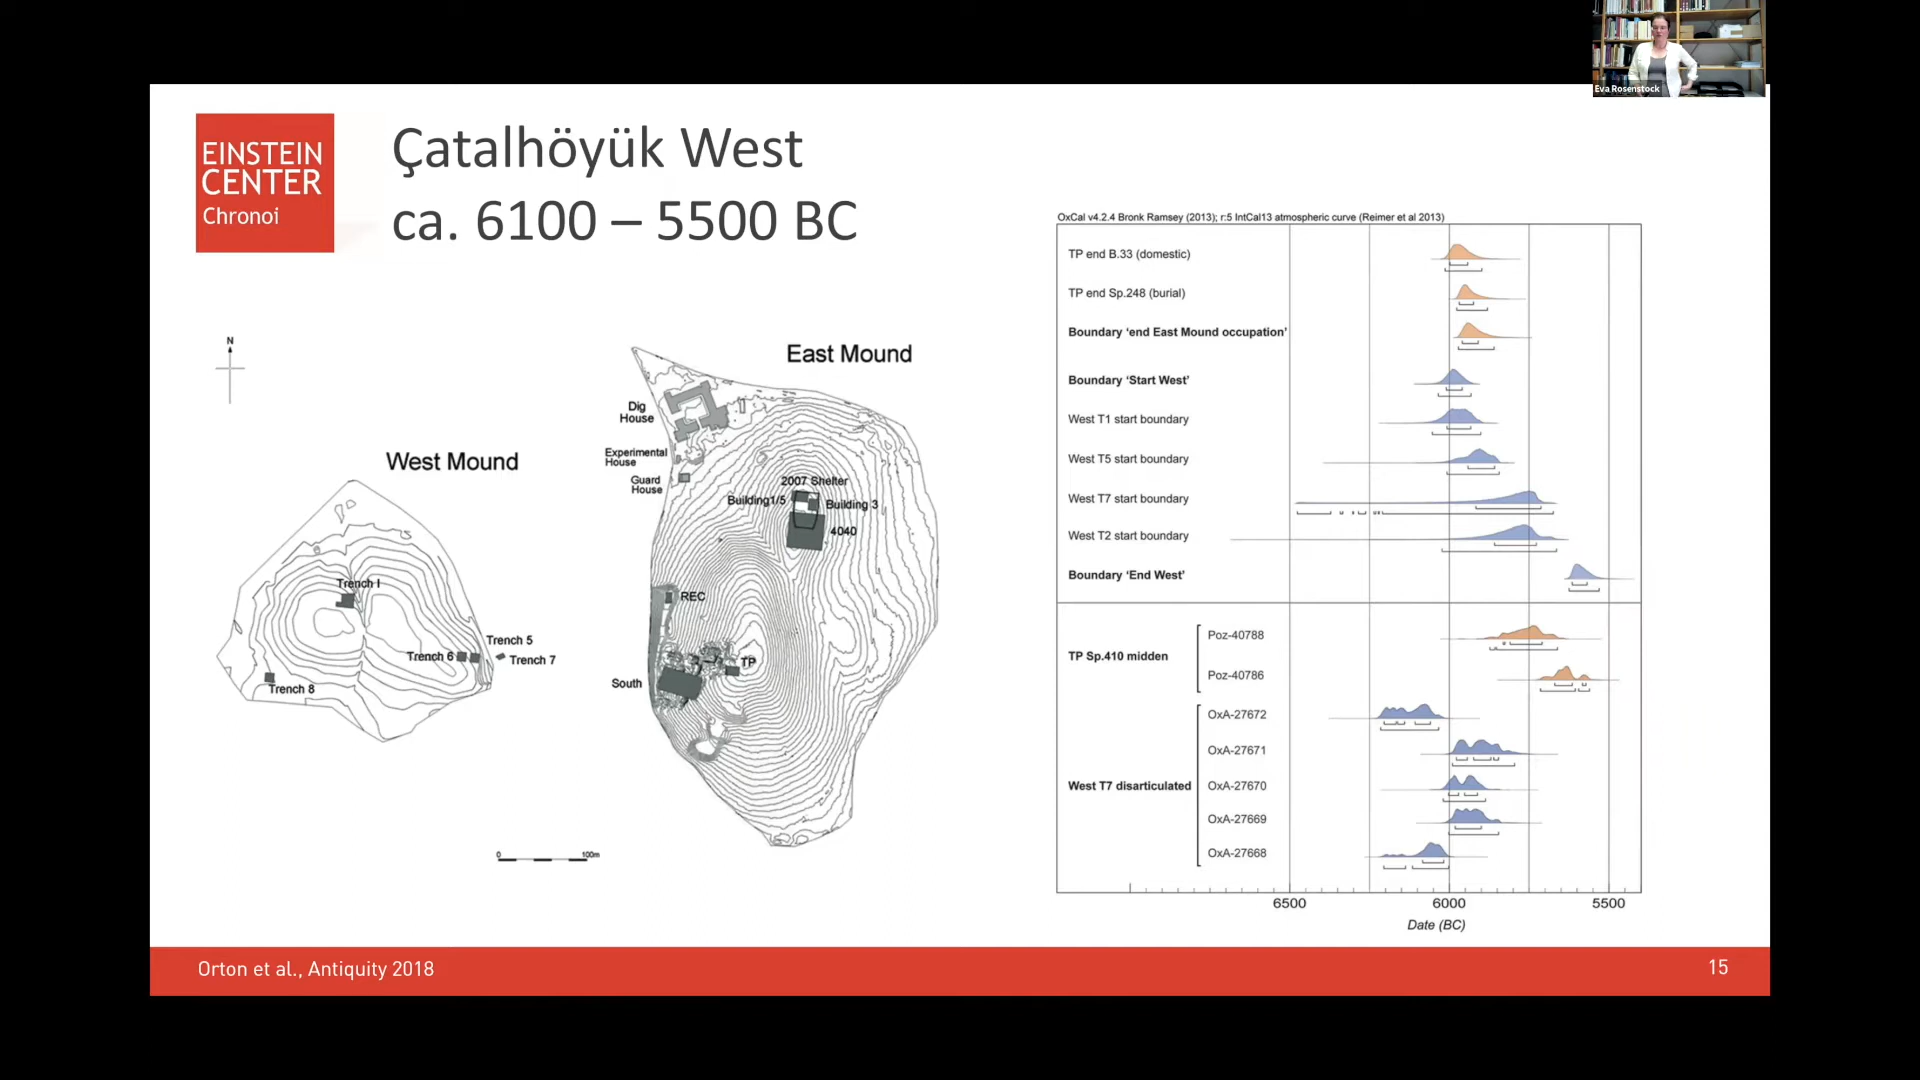 Eva Rosenstock
EINSTEIN
CENTER
Chronoi
Çatalhöyük West
ca. 6100 – 5500 BC
N
West Mound
Trench I
Trench 5
Trench 6
Trench 7
Trench 8
East Mound
Dig
House
Experimental
House
Guard
House
2007 Shelter
Building1/5
Building 3
4040
REC
TP
South
0
100m
OxCal v4.2.4 Bronk Ramsey (2013); r:5 IntCal13 atmospheric curve (Reimer et al 2013)
TP end B.33 (domestic)
TP end Sp.248 (burial)
Boundary ‘end East Mound occupation’
Boundary ‘Start West’
West T1 start boundary
West T5 start boundary
West T7 start boundary
West T2 start boundary
Boundary ‘End West’
TP Sp.410 midden
Poz-40788
Poz-40786
West T7 disarticulated
OxA-27672
OxA-27671
OxA-27670
OxA-27669
OxA-27668
6500
6000
5500
Date (BC)
Orton et al., Antiquity 2018
15